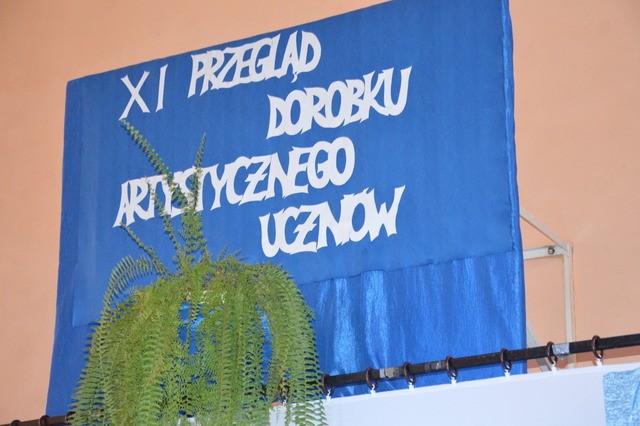 XI PRZEGLĄD
DOROBKU
ARTYSTYCZNEGO
UCZNÓW